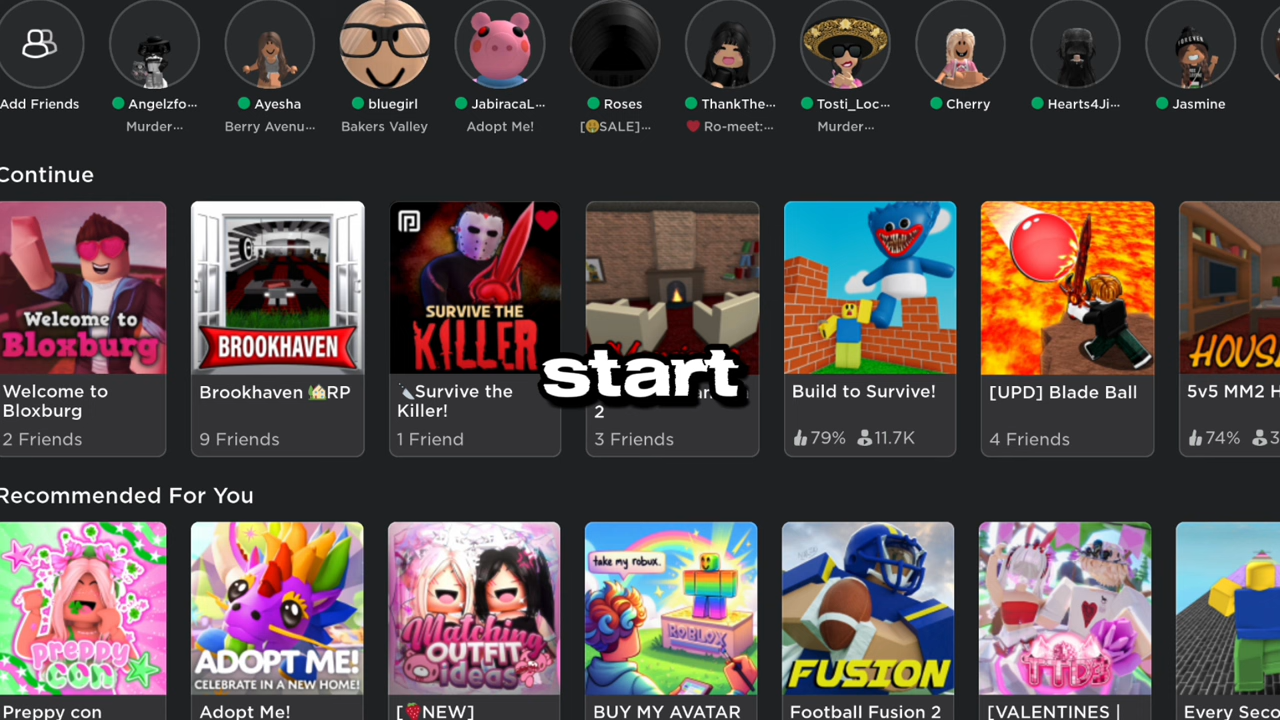 Add Friends
Angelzfo...
Ayesha
bluegirl
JabiracaL...
Roses
ThankThe...
Tosti_Loc...
Cherry
Hearts4Ji...
Jasmine
Murder...
Berry Avenu...
Bakers Valley
Adopt Me!
[🪙SALE]...
❤️ Ro-meet:...
Murder...
Continue
Welcome to
Bloxburg
BROOKHAVEN
SURVIVE THE
KILLER
start
HOUS
Welcome to
Bloxburg
2 Friends
Brookhaven 🏡RP
9 Friends
🔪Survive the
Killer!
1 Friend
2
3 Friends
Build to Survive!
79% 11.7K
[UPD] Blade Ball
4 Friends
5v5 MM2 H
74% 3
Recommended For You
preppy
con
ADOPT ME!
CELEBRATE IN A NEW HOME!
Matching
OUTFIT
ideas
take my robux.
ROBLOX
FUSION
TTD3
Preppy con
Adopt Me!
[🍓NEW]
BUY MY AVATAR
Football Fusion 2
[VALENTINES |
Every Seco